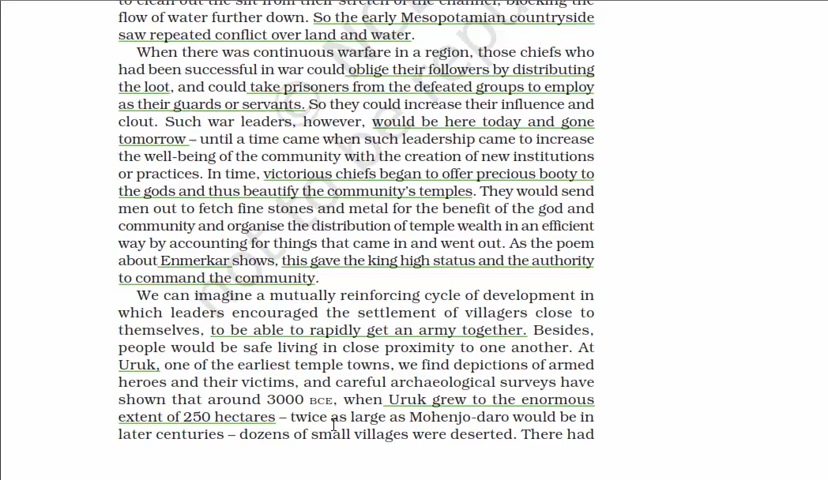 to clean out the silt from their stretch of the channel, blocking the
flow of water further down. So the early Mesopotamian countryside
saw repeated conflict over land and water.
When there was continuous warfare in a region, those chiefs who
had been successful in war could oblige their followers by distributing
the loot, and could take prisoners from the defeated groups to employ
as their guards or servants. So they could increase their influence and
clout. Such war leaders, however, would be here today and gone
tomorrow – until a time came when such leadership came to increase
the well-being of the community with the creation of new institutions
or practices. In time, victorious chiefs began to offer precious booty to
the gods and thus beautify the community's temples. They would send
men out to fetch fine stones and metal for the benefit of the god and
community and organise the distribution of temple wealth in an efficient
way by accounting for things that came in and went out. As the poem
about Enmerkar shows, this gave the king high status and the authority
to command the community.
We can imagine a mutually reinforcing cycle of development in
which leaders encouraged the settlement of villagers close to
themselves, to be able to rapidly get an army together. Besides,
people would be safe living in close proximity to one another. At
Uruk, one of the earliest temple towns, we find depictions of armed
heroes and their victims, and careful archaeological surveys have
shown that around 3000 BCE, when Uruk grew to the enormous
extent of 250 hectares – twice as large as Mohenjo-daro would be in
later centuries – dozens of small villages were deserted. There had